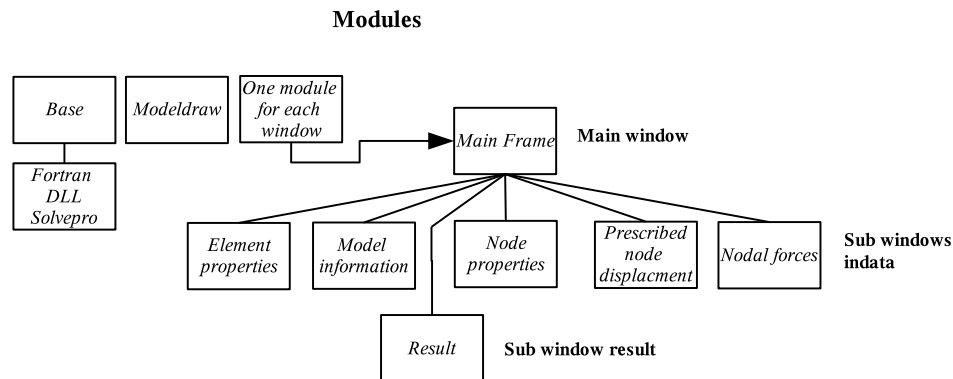 Modules
Base
Modeldraw
One module
for each
window
Main Frame
Main window
Fortran
DLL
Solvepro
Element
properties
Model
information
Node
properties
Prescribed
node
displacment
Nodal forces
Sub windows
indata
Result
Sub window result